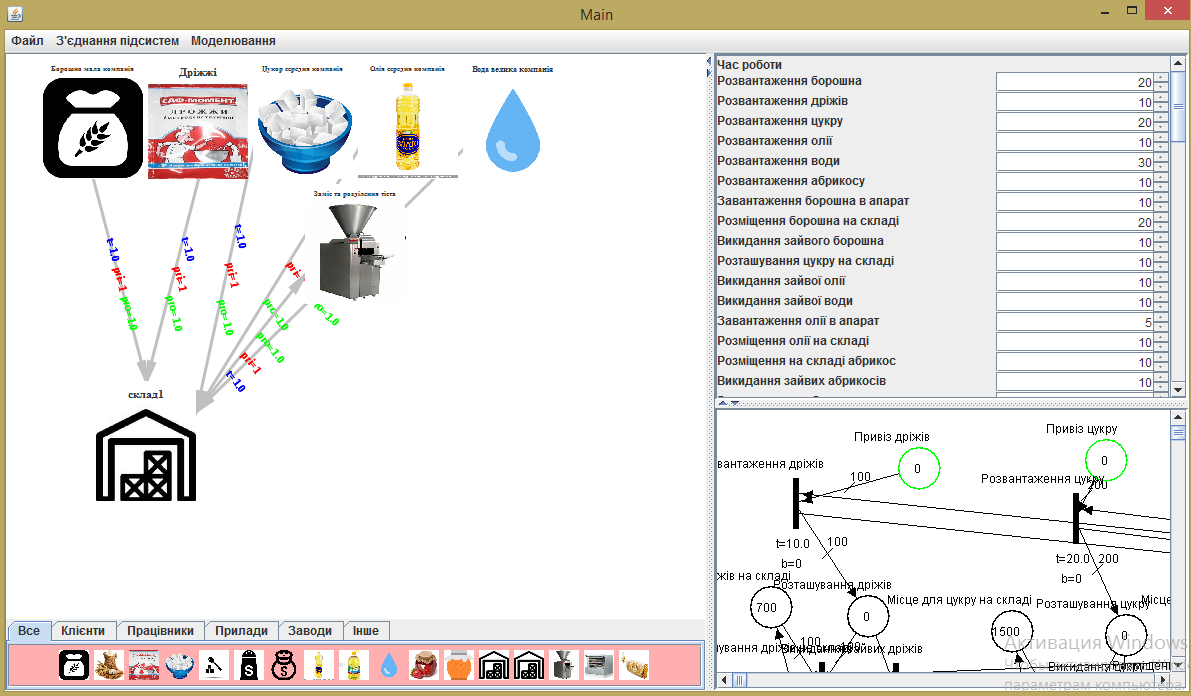 Main
Файл З'єднання підсистем Моделювання
Борошно мала компанія
Дріжжі
Цукор середня компанія
Олія середня компанія
Вода велика компанія
САФ-МОМЕНТ
ДРОЖЖИ
Заміс та розділення тіста
t=1.0
pri=1
pro=1.0
t=1.0
pri=1
pro=1.0
t=1.0
pri=1
pro=1.0
pri=
pro=1.0
o=1.0
pro=1.0
pri=1
t=1.0
склад1
Все Клієнти Працівники Прилади Заводи Інше
Час роботи
Розвантаження борошна 20
Розвантаження дріжів 10
Розвантаження цукру 20
Розвантаження олії 10
Розвантаження води 30
Розвантаження абрикосу 10
Завантаження борошна в апарат 10
Розміщення борошна на складі 20
Викидання зайвого борошна 10
Розташування цукру на складі 10
Викидання зайвої олії 10
Викидання зайвої води 10
Завантаження олії в апарат 5
Розміщення олії на складі 10
Розміщення на складі абрикос 10
Викидання зайвих абрикосів 10
Привіз дріжів
Привіз цукру
0
0
вантаження дріжів
Розвантаження цукру
100
200
t=10.0
b=0
100
t=20.0
b=0
200
жів на складі
Розташування дріжів
Місце для цукру на складі
Розташування цукру
Місце
700
0
1500
0
100
100
ування дріжів на складі
Викидання зайвих дріжів
Викидання цукру
Розміщен
Активация Windows
параметрам компьютера